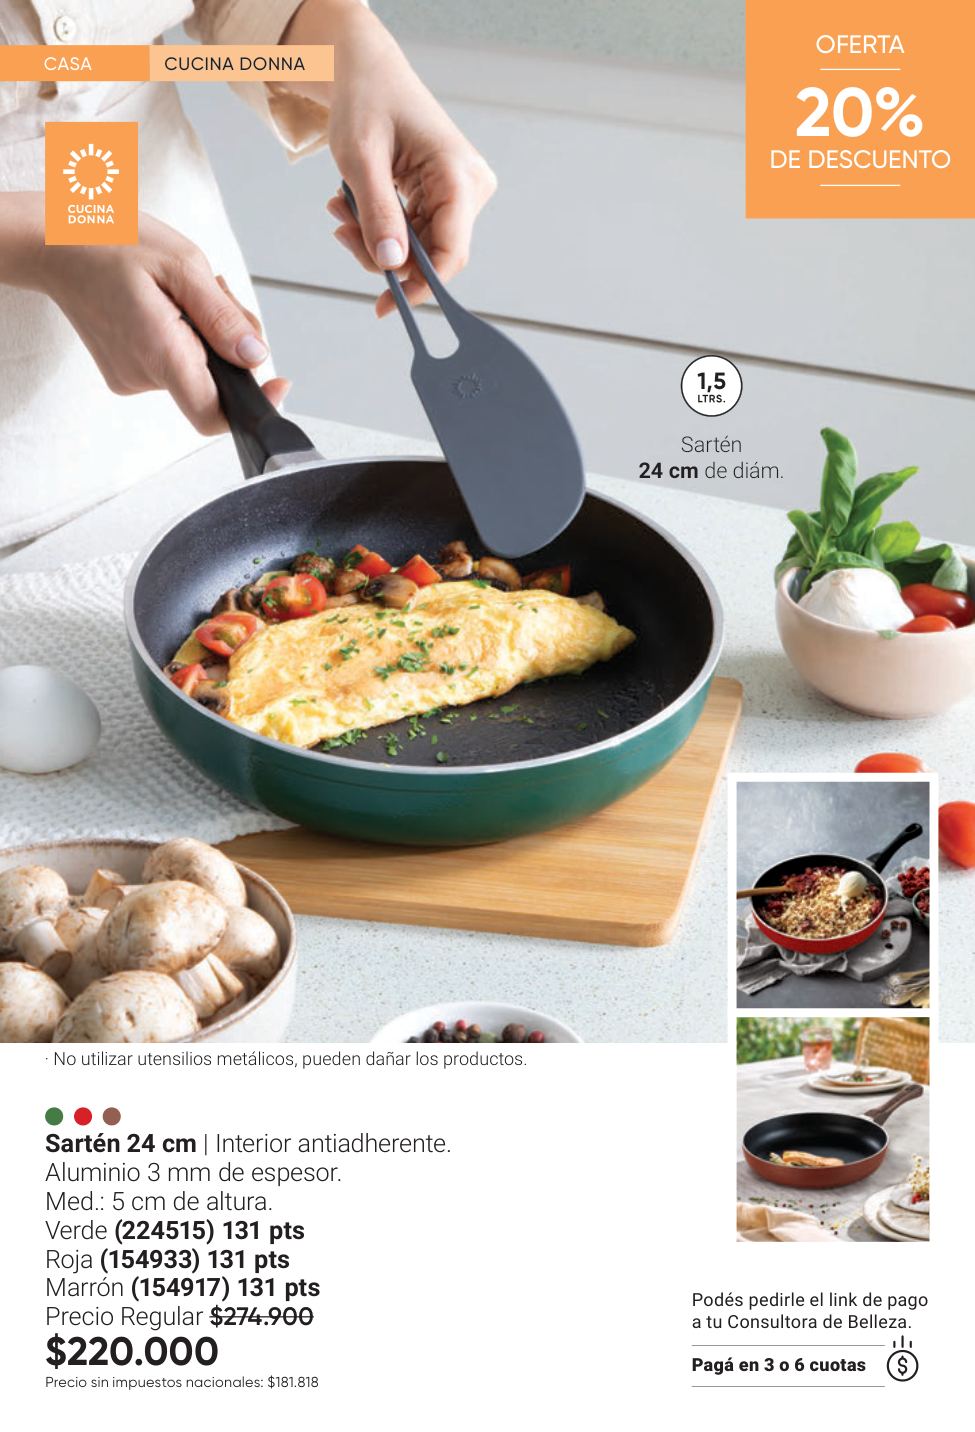 CASA
CUCINA DONNA
OFERTA
20%
DE DESCUENTO
CUCINA
DONNA
1,5
LTRS.
Sartén
24 cm de diám.
· No utilizar utensilios metálicos, pueden dañar los productos.
Sartén 24 cm | Interior antiadherente.
Aluminio 3 mm de espesor.
Med.: 5 cm de altura.
Verde (224515) 131 pts
Roja (154933) 131 pts
Marrón (154917) 131 pts
Precio Regular $274.900
$220.000
Precio sin impuestos nacionales: $181.818
Podés pedirle el link de pago
a tu Consultora de Belleza.
Pagá en 3 o 6 cuotas
$